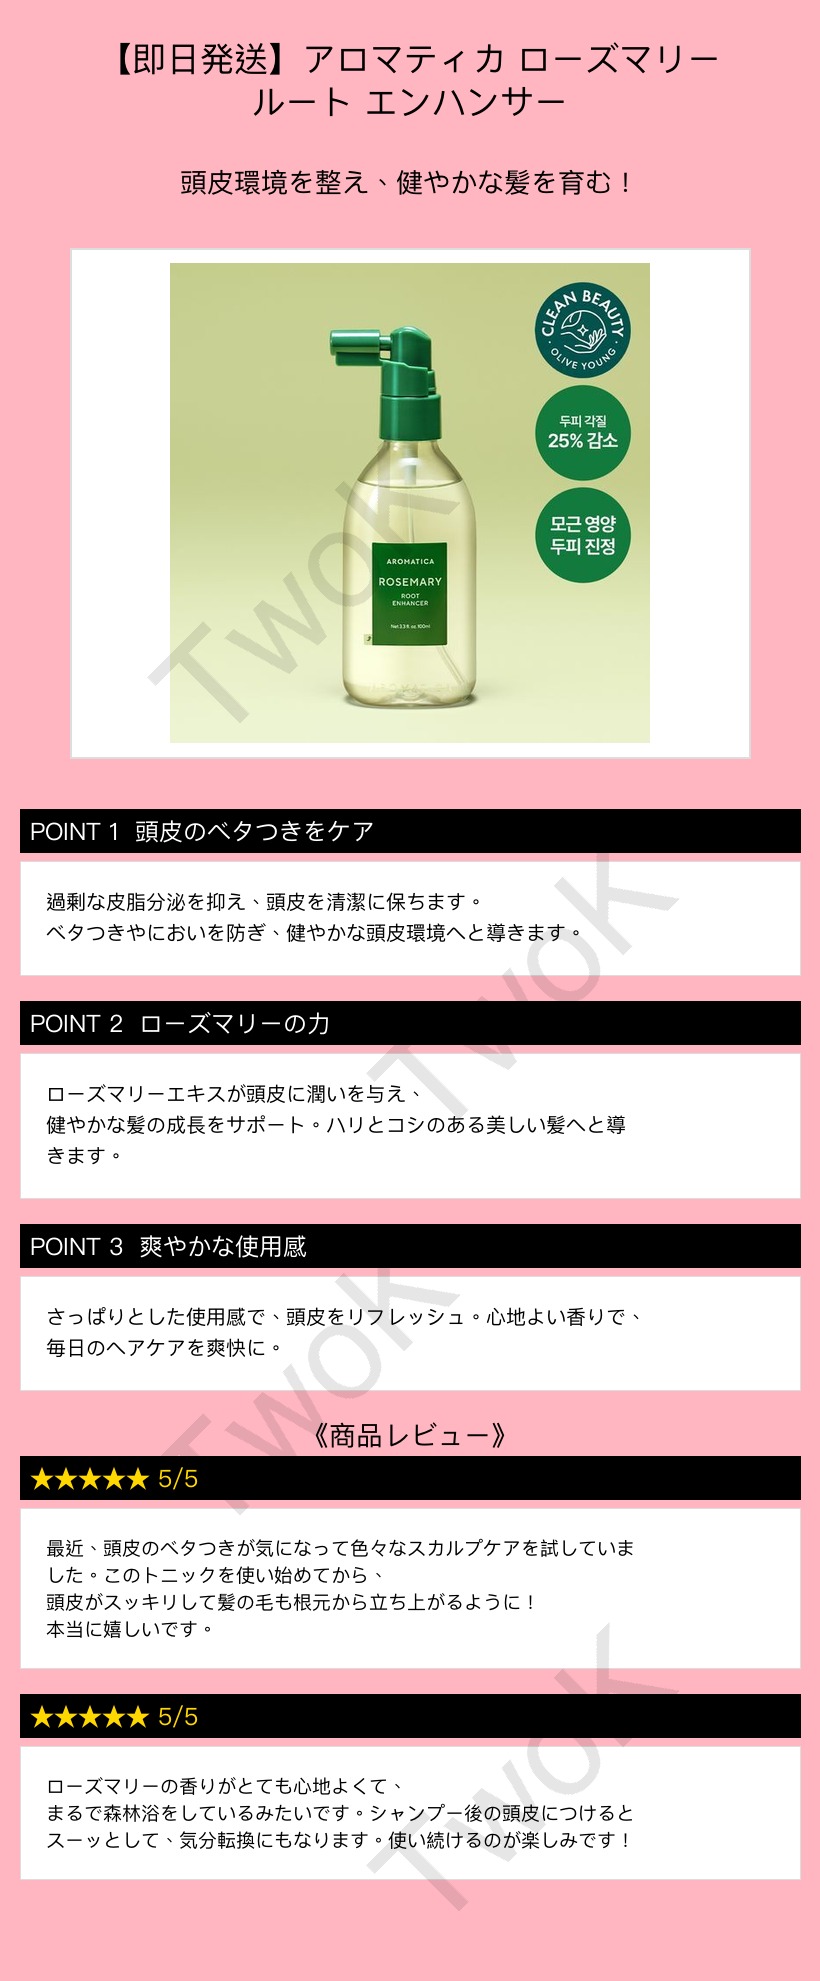 【即日発送】アロマティカ ローズマリー
ルート エンハンサー
頭皮環境を整え、健やかな髪を育む！
CLEAN BEAUTY
OLIVE YOUNG
두피 각질
25% 감소
모근 영양
두피 진정
AROMATICA
ROSEMARY
ROOT
ENHANCER
Net 3.3 fl. oz. 100ml
TwoK
POINT 1 頭皮のベタつきをケア
過剰な皮脂分泌を抑え、頭皮を清潔に保ちます。
ベタつきやにおいを防ぎ、健やかな頭皮環境へと導きます。
TwoK
POINT 2 ローズマリーの力
ローズマリーエキスが頭皮に潤いを与え、
健やかな髪の成長をサポート。ハリとコシのある美しい髪へと導
きます。
POINT 3 爽やかな使用感
さっぱりとした使用感で、頭皮をリフレッシュ。心地よい香りで、
毎日のヘアケアを爽快に。
TwoK
《商品レビュー》
★★★★★ 5/5
最近、頭皮のベタつきが気になって色々なスカルプケアを試していま
した。このトニックを使い始めてから、
頭皮がスッキリして髪の毛も根元から立ち上がるように！
本当に嬉しいです。
★★★★★ 5/5
ローズマリーの香りがとても心地よくて、
まるで森林浴をしているみたいです。シャンプー後の頭皮につけると
スーッとして、気分転換にもなります。使い続けるのが楽しみです！
TwoK